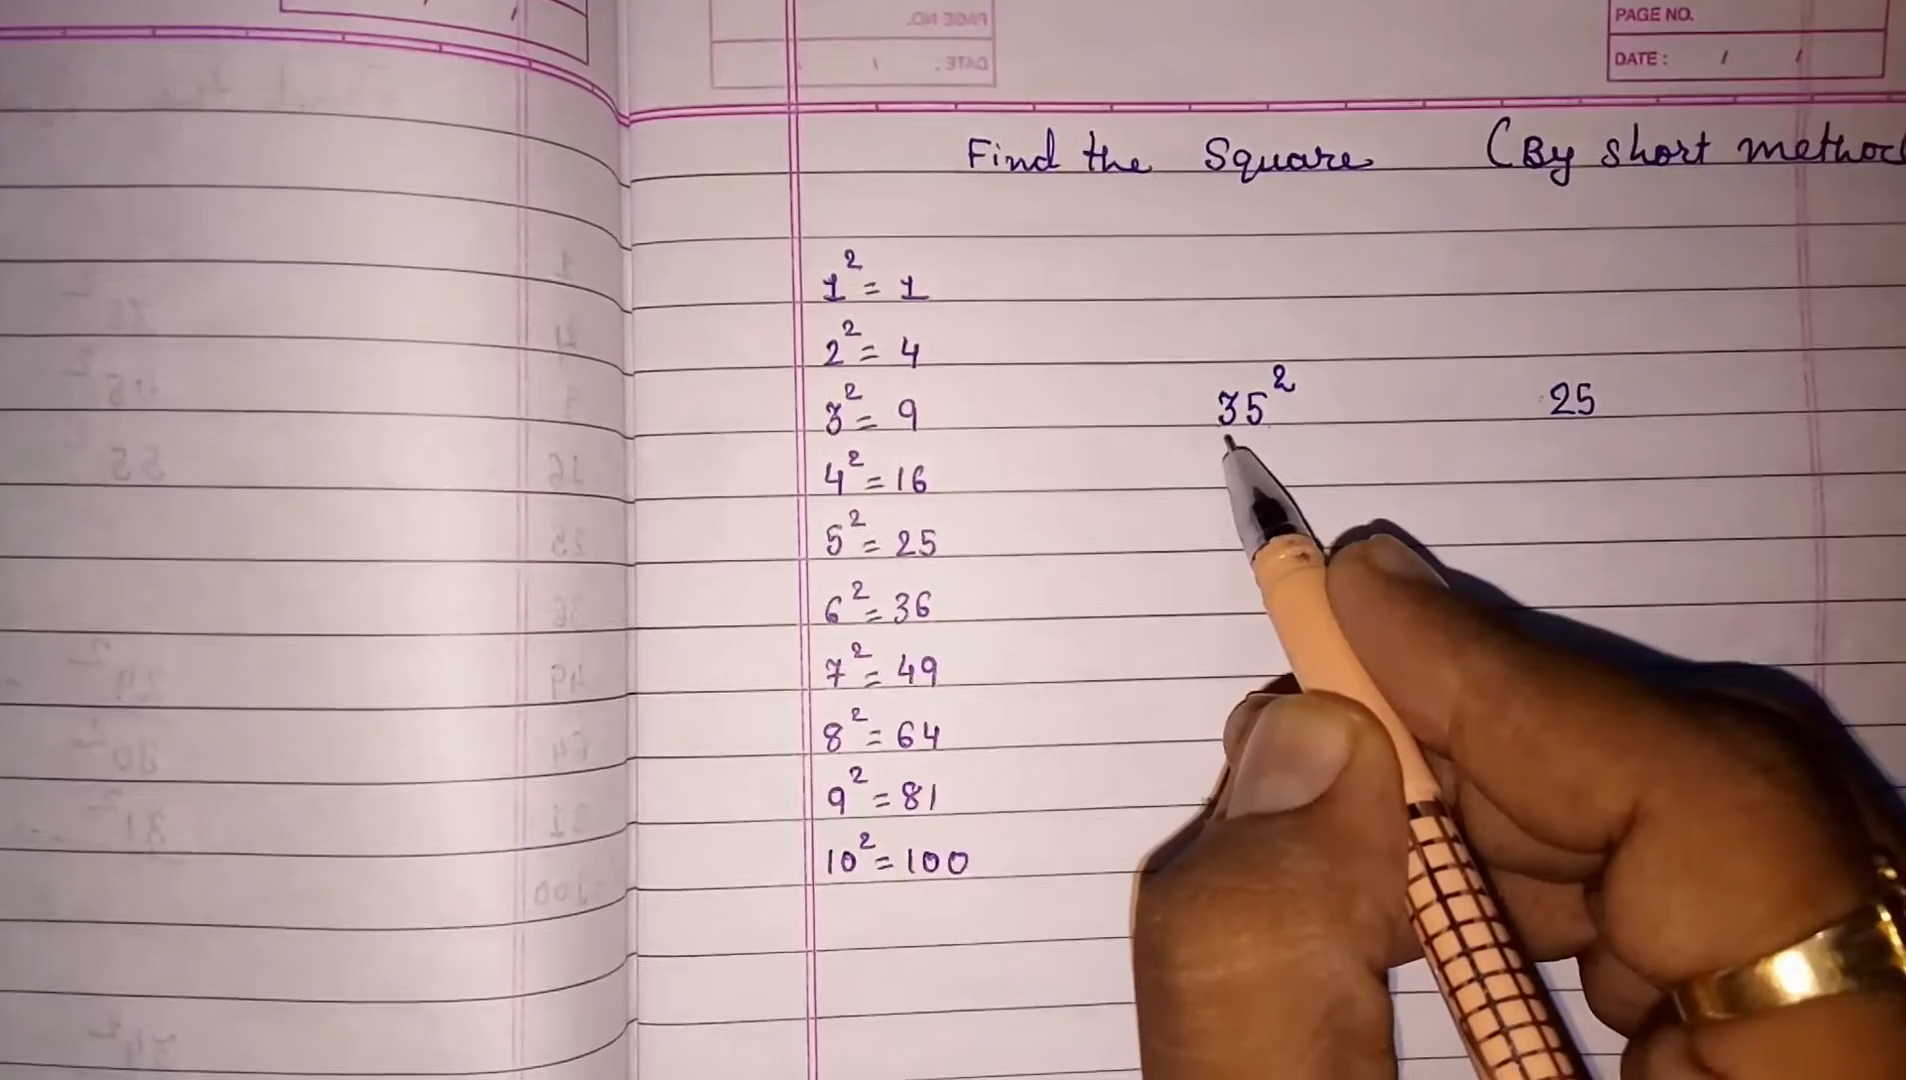 PAGE NO.
DATE : / /
Find the Square (By short method
1² = 1
2² = 4
3² = 9 35² 25
4² = 16
5² = 25
6² = 36
7² = 49
8² = 64
9² = 81
10² = 100